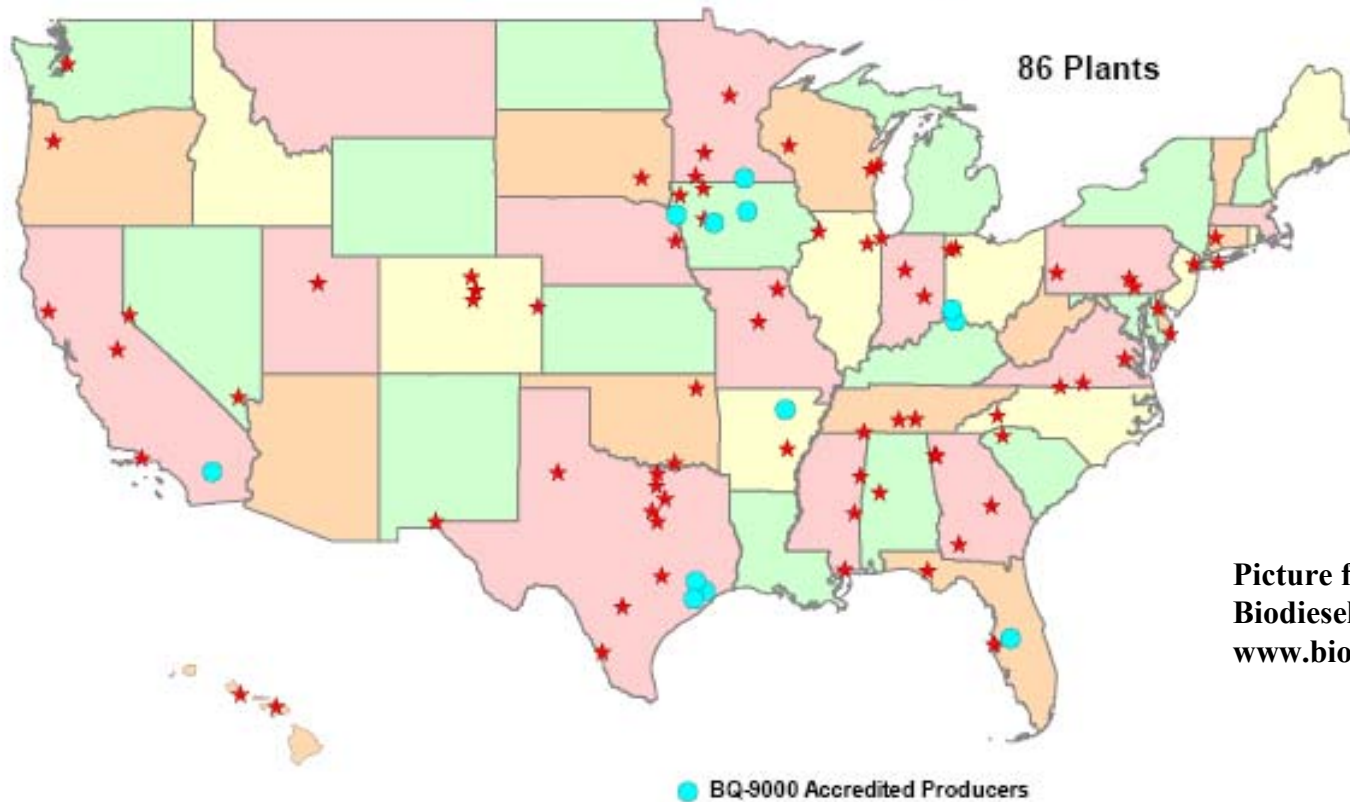 86 Plants
Picture f
Biodiesel
www.bio
BQ-9000 Accredited Producers